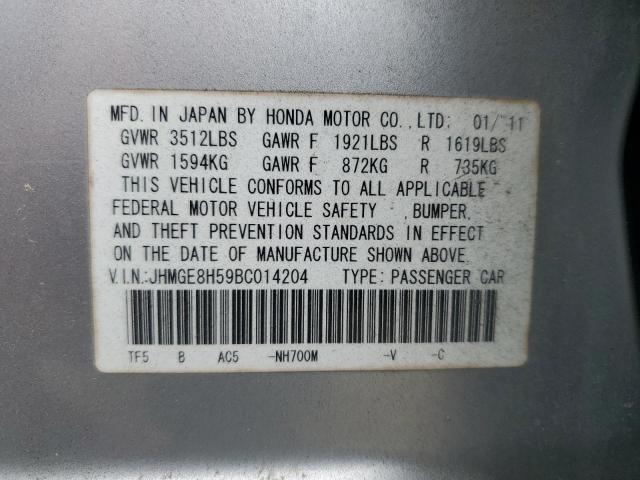 MFD. IN JAPAN BY HONDA MOTOR CO.,LTD: 01/ 11
GVWR 3512LBS GAWR F 1921LBS R 1619LBS
GVWR 1594KG GAWR F 872KG R 735KG
THIS VEHICLE CONFORMS TO ALL APPLICABLE
FEDERAL MOTOR VEHICLE SAFETY ,BUMPER,
AND THEFT PREVENTION STANDARDS IN EFFECT
ON THE DATE OF MANUFACTURE SHOWN ABOVE.
V.I.N.:JHMGE8H59BC014204 TYPE: PASSENGER CAR
TF5 B AC5 -NH700M -V -C